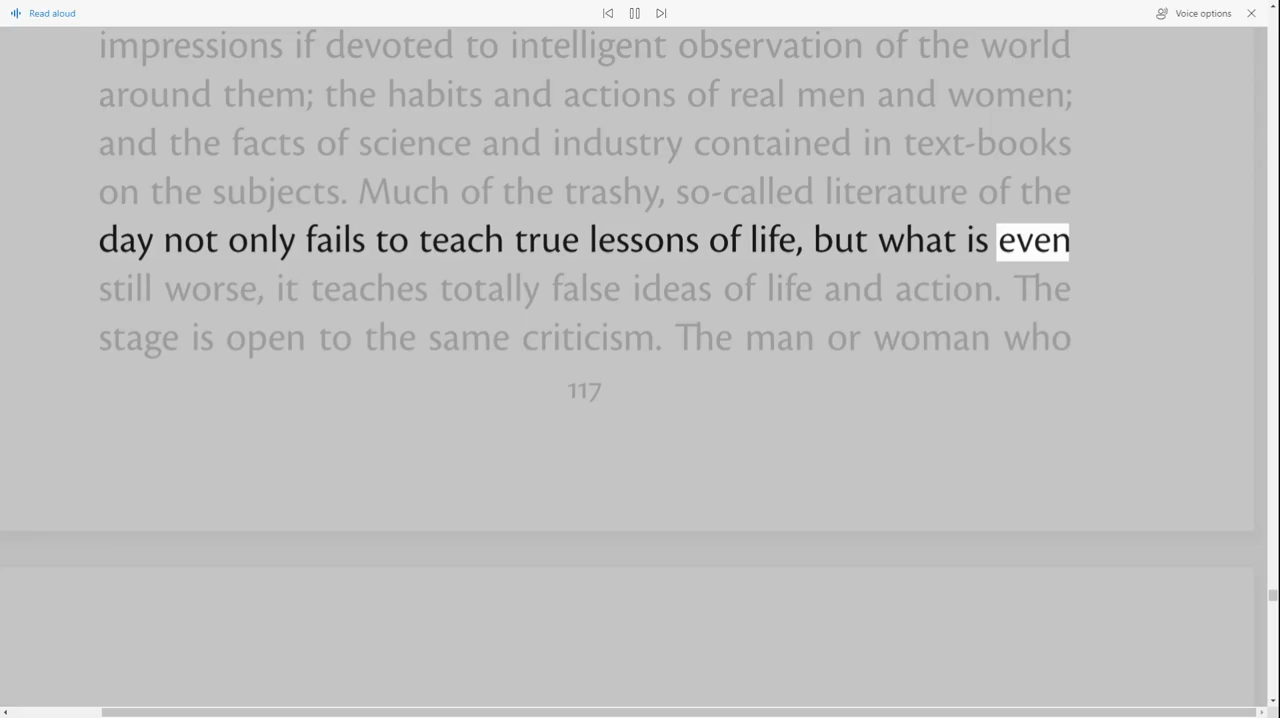 Read aloud
Voice options
impressions if devoted to intelligent observation of the world
around them; the habits and actions of real men and women;
and the facts of science and industry contained in text-books
on the subjects. Much of the trashy, so-called literature of the
day not only fails to teach true lessons of life, but what is even
still worse, it teaches totally false ideas of life and action. The
stage is open to the same criticism. The man or woman who
117